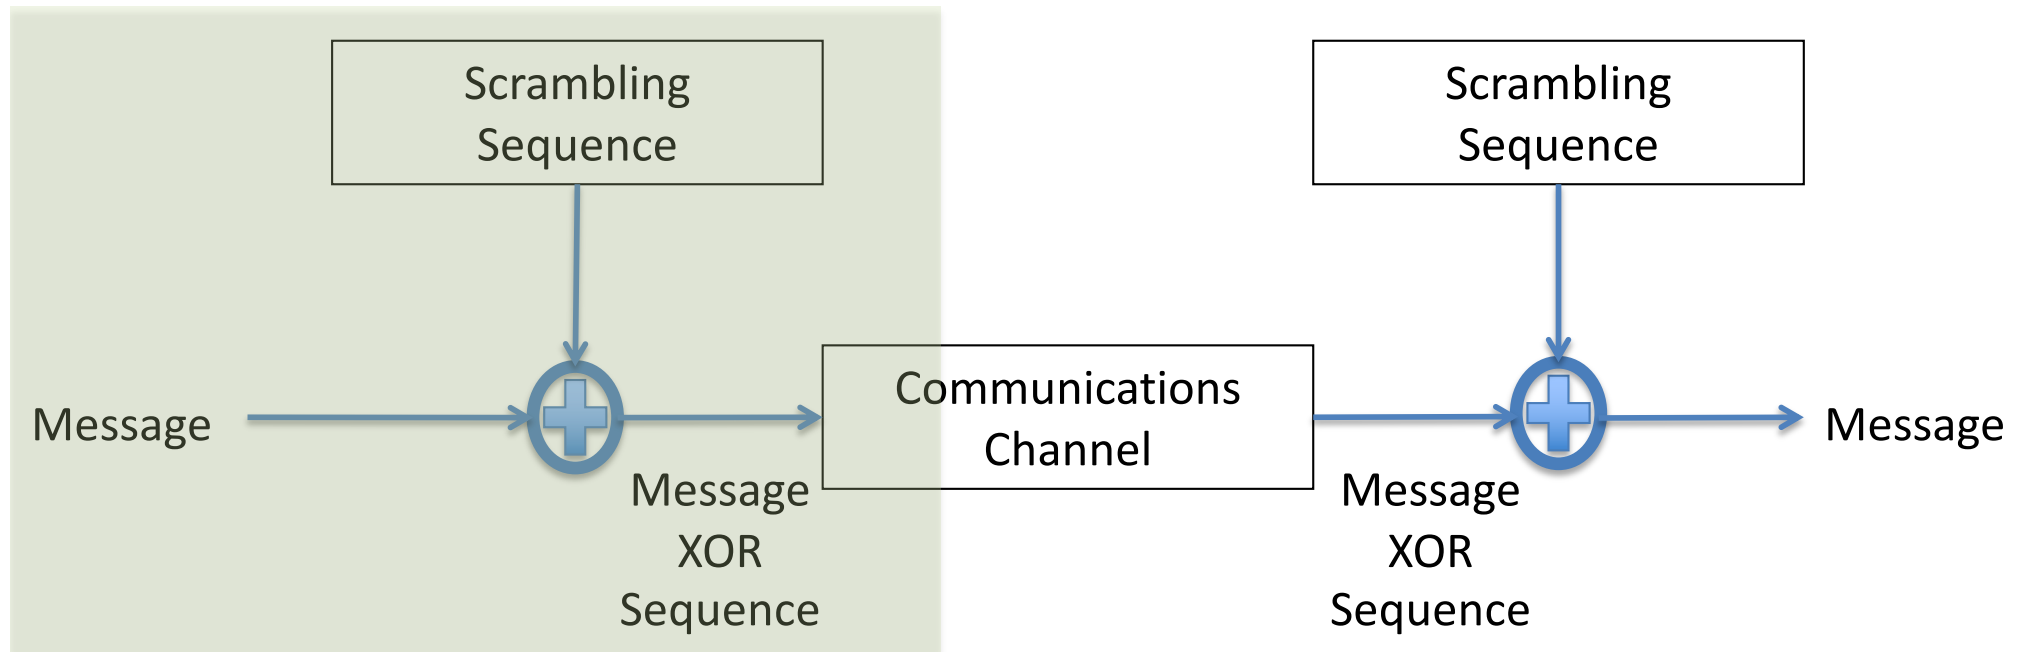 Scrambling
Sequence
Scrambling
Sequence
Message
Communications
Channel
Message
Message
XOR
Sequence
Message
XOR
Sequence